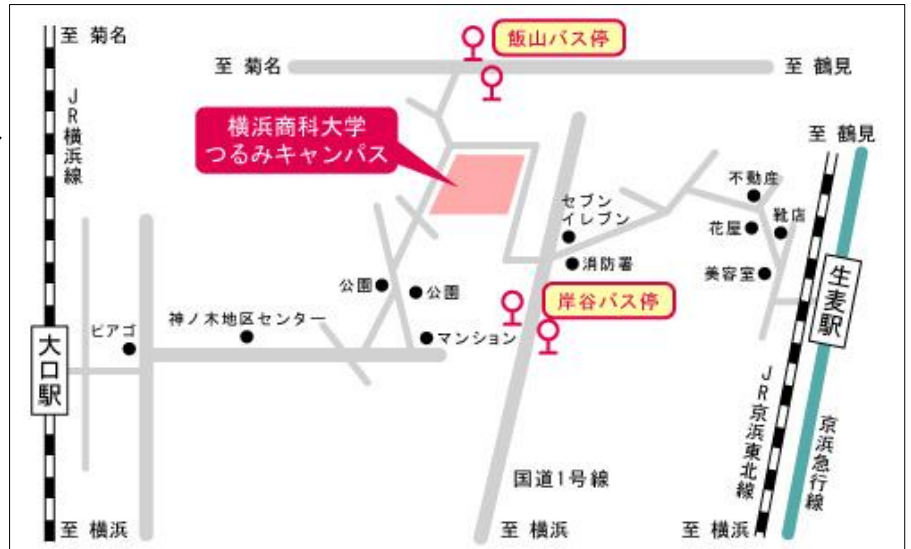 至 菊名
飯山バス停
至 菊名
至 鶴見
JR横浜線
横浜商科大学
つるみキャンパス
至 鶴見
不動産
セブン
イレブン
花屋
靴店
消防署
美容室
生麦駅
公園
公園
岸谷バス停
神ノ木地区センター
ピアゴ
マンション
大口駅
JR京浜東北線
京浜急行線
国道1号線
至 横浜
至 横浜
至 横浜